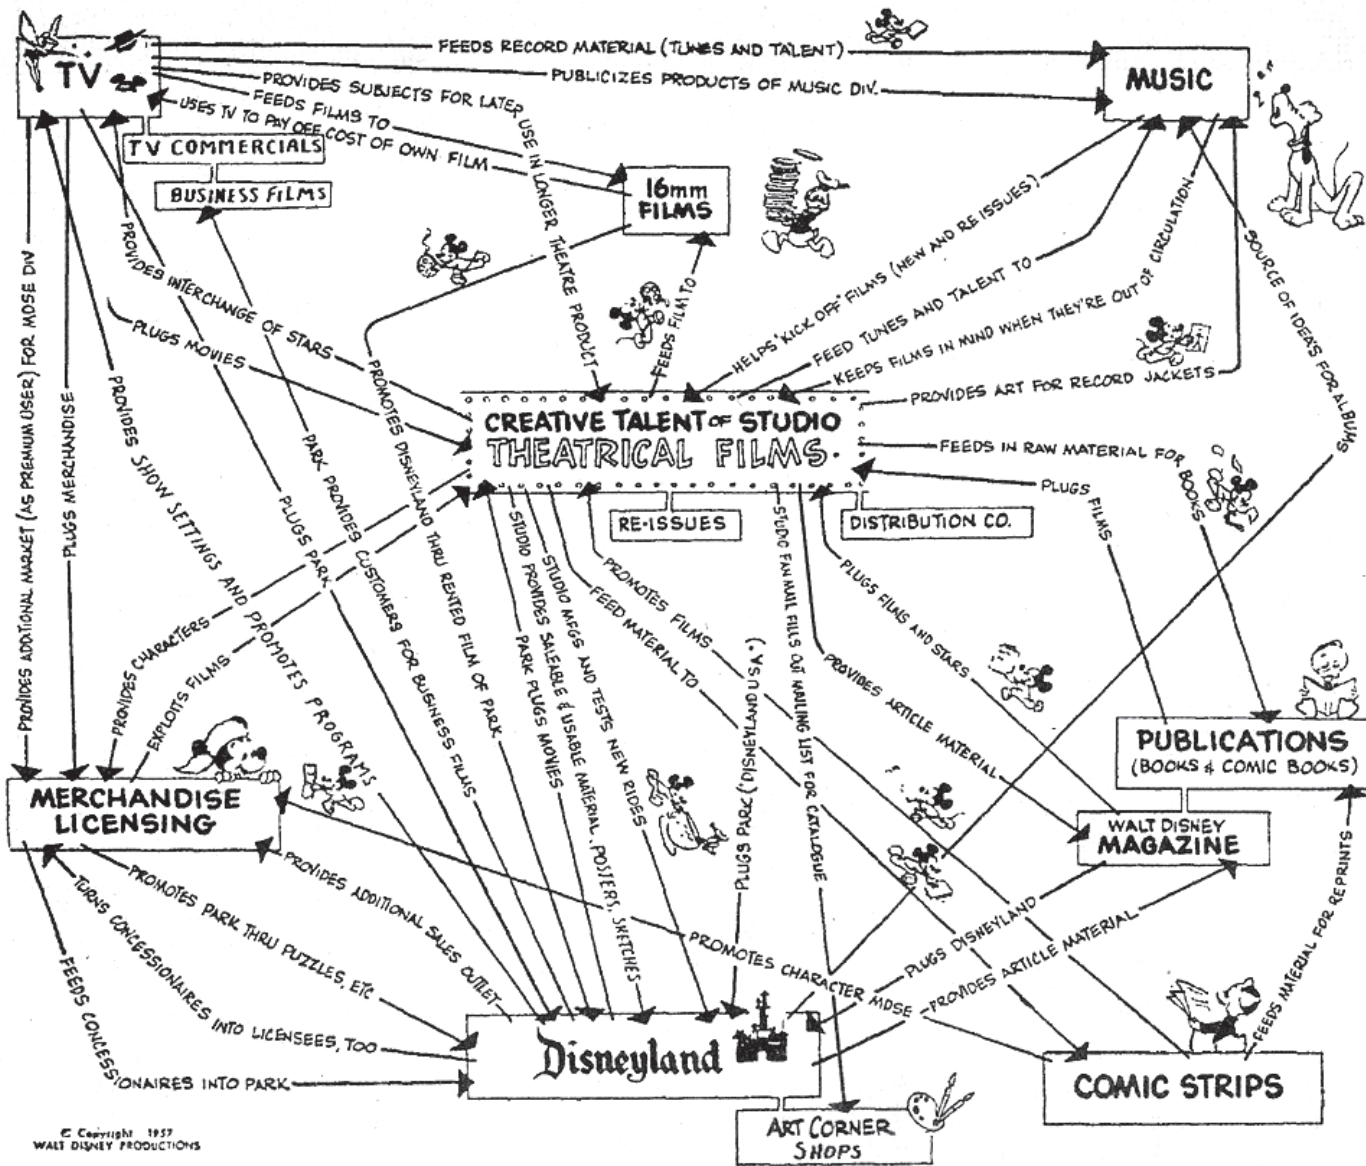 TV
TV COMMERCIALS
BUSINESS FILMS
FEEDS RECORD MATERIAL (TUNES AND TALENT)
PUBLICIZES PRODUCTS OF MUSIC DIV.
PROVIDES SUBJECTS FOR LATER USE IN LONGER THEATRE PRODUCT
FEEDS FILMS TO
USES TV TO PAY OFF COST OF OWN FILM
MUSIC
16mm
FILMS
PROVIDES INTERCHANGE OF STARS
PLUGS MOVIES
PROVIDES ADDITIONAL MARKET (AS PREMIUM USER) FOR MDSE DIV
PLUGS MERCHANDISE
PROVIDES SHOW SETTINGS AND PROMOTES PROGRAMS
PLUGS PARK
PARK PROVIDES CUSTOMERS FOR BUSINESS FILMS
PROMOTES DISNEYLAND THRU RENTED FILM OF PARK
FEEDS FILM TO
HELPS "KICK OFF" FILMS (NEW AND RE ISSUES)
FEED TUNES AND TALENT TO
KEEPS FILMS IN MIND WHEN THEY'RE OUT OF CIRCULATION
PROVIDES ART FOR RECORD JACKETS
SOURCE OF IDEA'S FOR ALBUMS
CREATIVE TALENT OF STUDIO
THEATRICAL FILMS.
RE-ISSUES
DISTRIBUTION CO.
FEEDS IN RAW MATERIAL FOR BOOKS
PLUGS FILMS
PROVIDES CHARACTERS
EXPLOITS FILMS
STUDIO PROVIDES SALEABLE & USABLE MATERIAL, POSTERS, SKETCHES
STUDIO MFGS AND TESTS NEW RIDES
PARK PLUGS MOVIES
FEED MATERIAL TO
PROMOTES FILMS
PLUGS PARK ("DISNEYLAND USA")
STUDIO FAN MAIL FILLS OUT MAILING LIST FOR CATALOGUE
PROVIDES ARTICLE MATERIAL
PLUGS FILMS AND STARS
PUBLICATIONS
(BOOKS & COMIC BOOKS)
WALT DISNEY
MAGAZINE
MERCHANDISE
LICENSING
PROMOTES PARK THRU PUZZLES, ETC
TURNS CONCESSIONAIRES INTO LICENSEES, TOO
FEEDS CONCESSIONAIRES INTO PARK
PROVIDES ADDITIONAL SALES OUTLET
PROMOTES CHARACTER MDSE
PLUGS DISNEYLAND
PROVIDES ARTICLE MATERIAL
FEEDS MATERIAL FOR REPRINTS
Disneyland
COMIC STRIPS
ART CORNER
SHOPS
© Copyright 1957
WALT DISNEY PRODUCTIONS